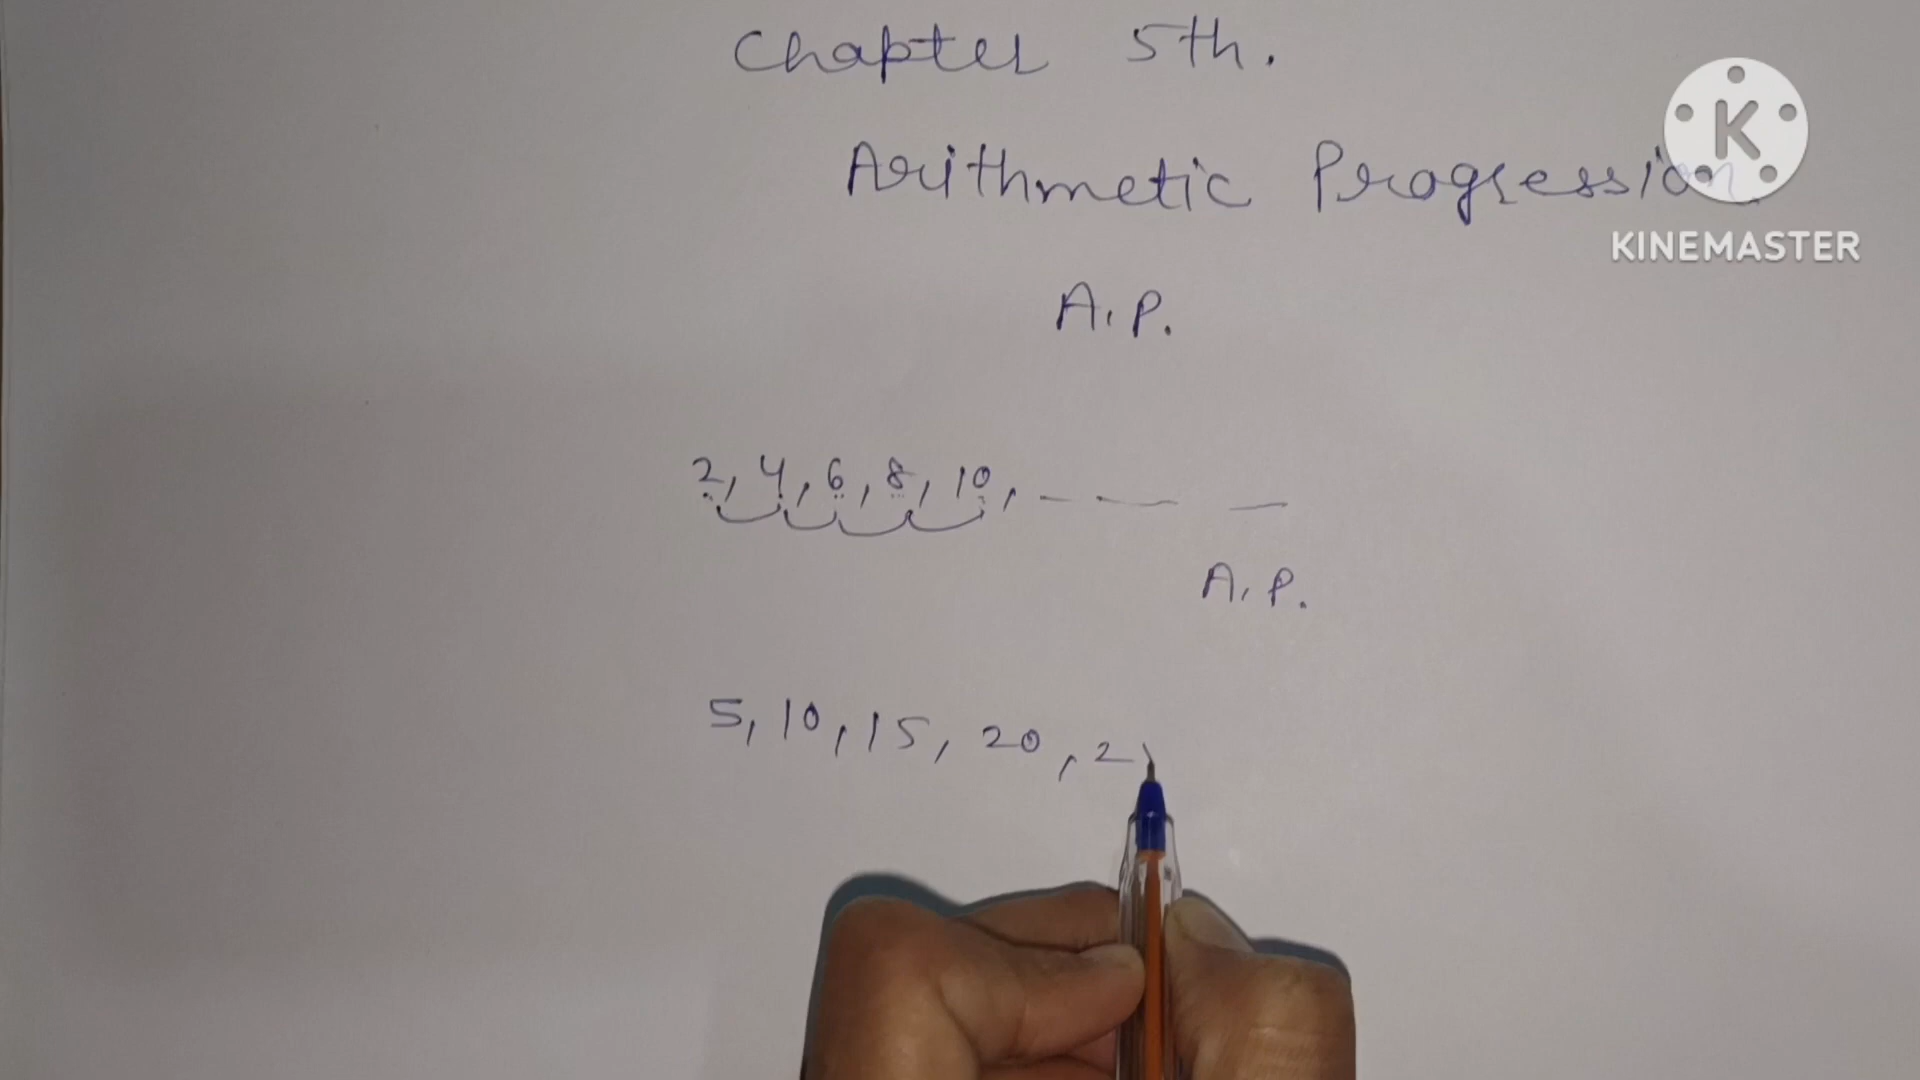 Chapter 5th.
Arithmetic Progression
K
KINEMASTER
A.P.
2, 4, 6, 8, 10, — — —
A.P.
5, 10, 15, 20, 2